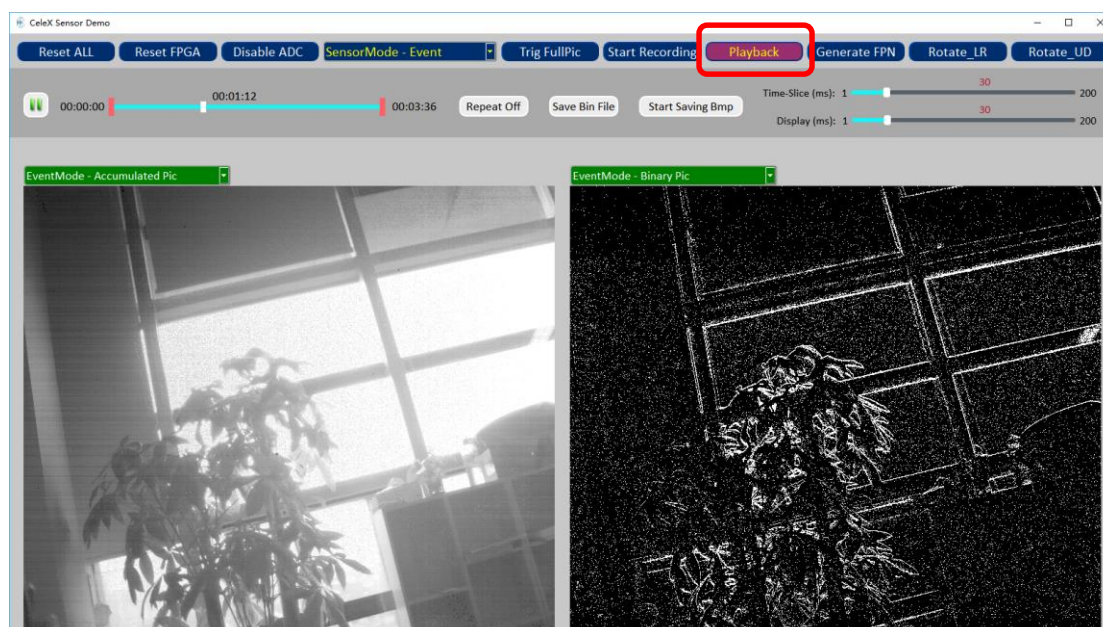 CeleX Sensor Demo
Reset ALL Reset FPGA Disable ADC SensorMode - Event Trig FullPic Start Recording Playback Generate FPN Rotate_LR Rotate_UD
00:00:00 00:01:12 00:03:36 Repeat Off Save Bin File Start Saving Bmp
Time-Slice (ms): 1 30 200
Display (ms): 1 30 200
EventMode - Accumulated Pic EventMode - Binary Pic